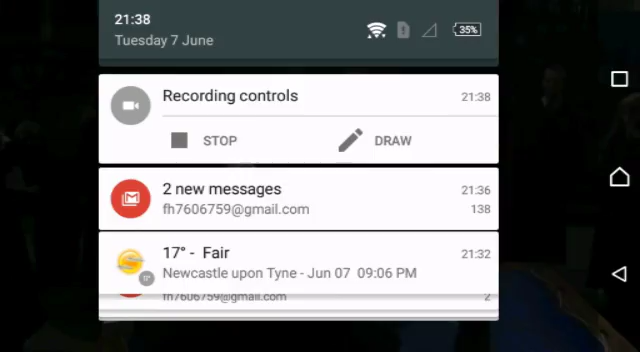 21:38
Tuesday 7 June
35%
Recording controls
21:38
STOP
DRAW
2 new messages
21:36
fh7606759@gmail.com
138
17° - Fair
21:32
Newcastle upon Tyne - Jun 07 09:06 PM
fh7606759@gmail.com
2